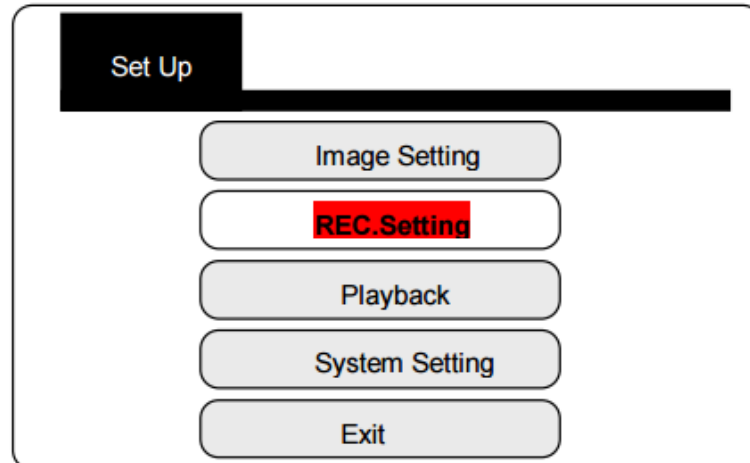 Set Up
Image Setting
REC.Setting
Playback
System Setting
Exit